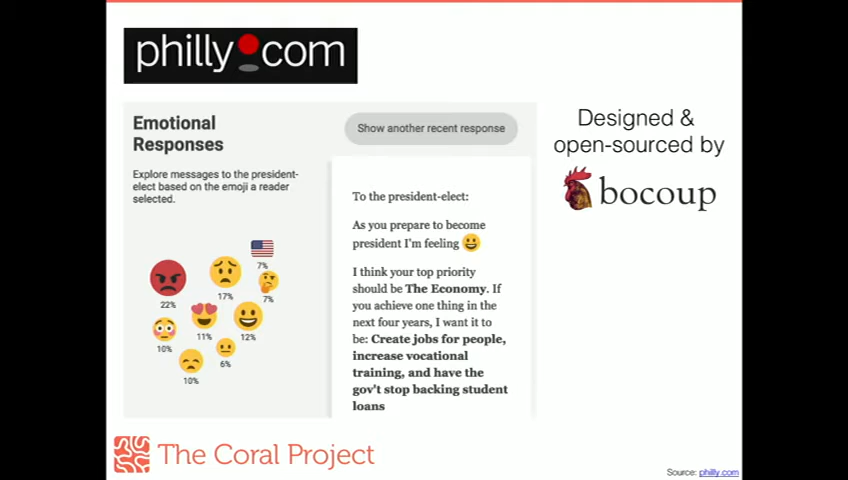 philly.com
Emotional
Responses
Show another recent response
Explore messages to the president-
elect based on the emoji a reader
selected.
7%
22%
17%
7%
10%
11%
12%
10%
6%
To the president-elect:
As you prepare to become
president I'm feeling 😀
I think your top priority
should be The Economy. If
you achieve one thing in the
next four years, I want it to
be: Create jobs for people,
increase vocational
training, and have the
gov't stop backing student
loans
Designed &
open-sourced by
bocoup
The Coral Project
Source: philly.com